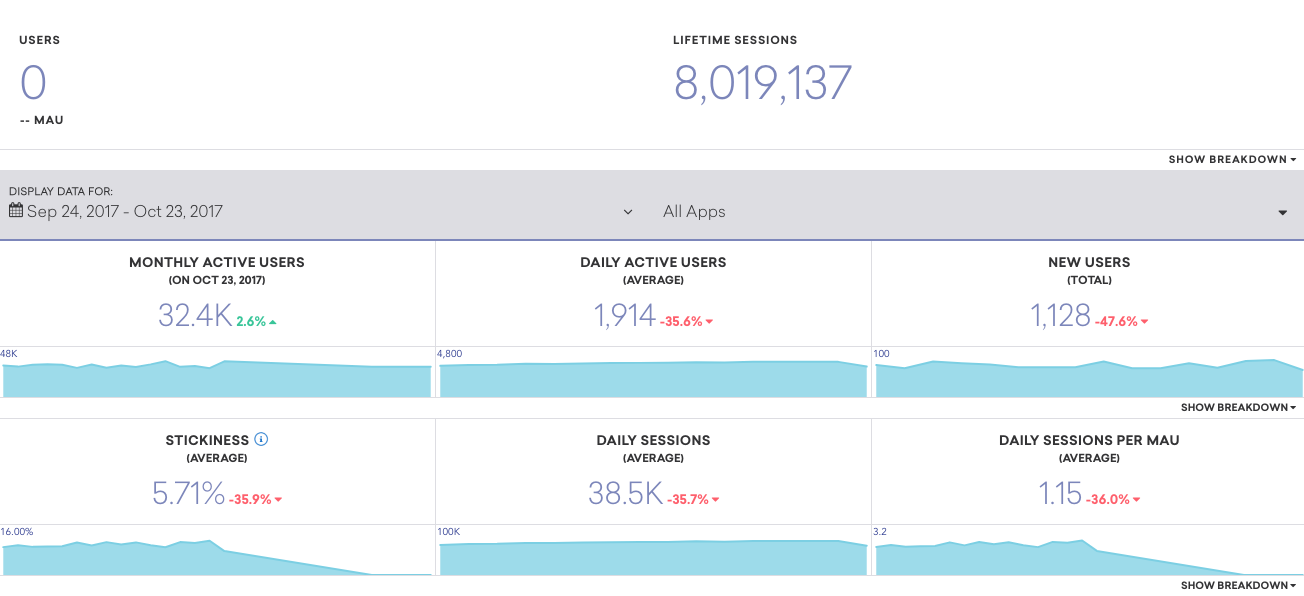 USERS
0
-- MAU
LIFETIME SESSIONS
8,019,137
SHOW BREAKDOWN
DISPLAY DATA FOR:
Sep 24, 2017 - Oct 23, 2017
All Apps
MONTHLY ACTIVE USERS
(ON OCT 23, 2017)
32.4K 2.6%
48K
DAILY ACTIVE USERS
(AVERAGE)
1,914 -35.6%
4,800
NEW USERS
(TOTAL)
1,128 -47.6%
100
SHOW BREAKDOWN
STICKINESS
(AVERAGE)
5.71% -35.9%
16.00%
DAILY SESSIONS
(AVERAGE)
38.5K -35.7%
100K
DAILY SESSIONS PER MAU
(AVERAGE)
1.15 -36.0%
3.2
SHOW BREAKDOWN